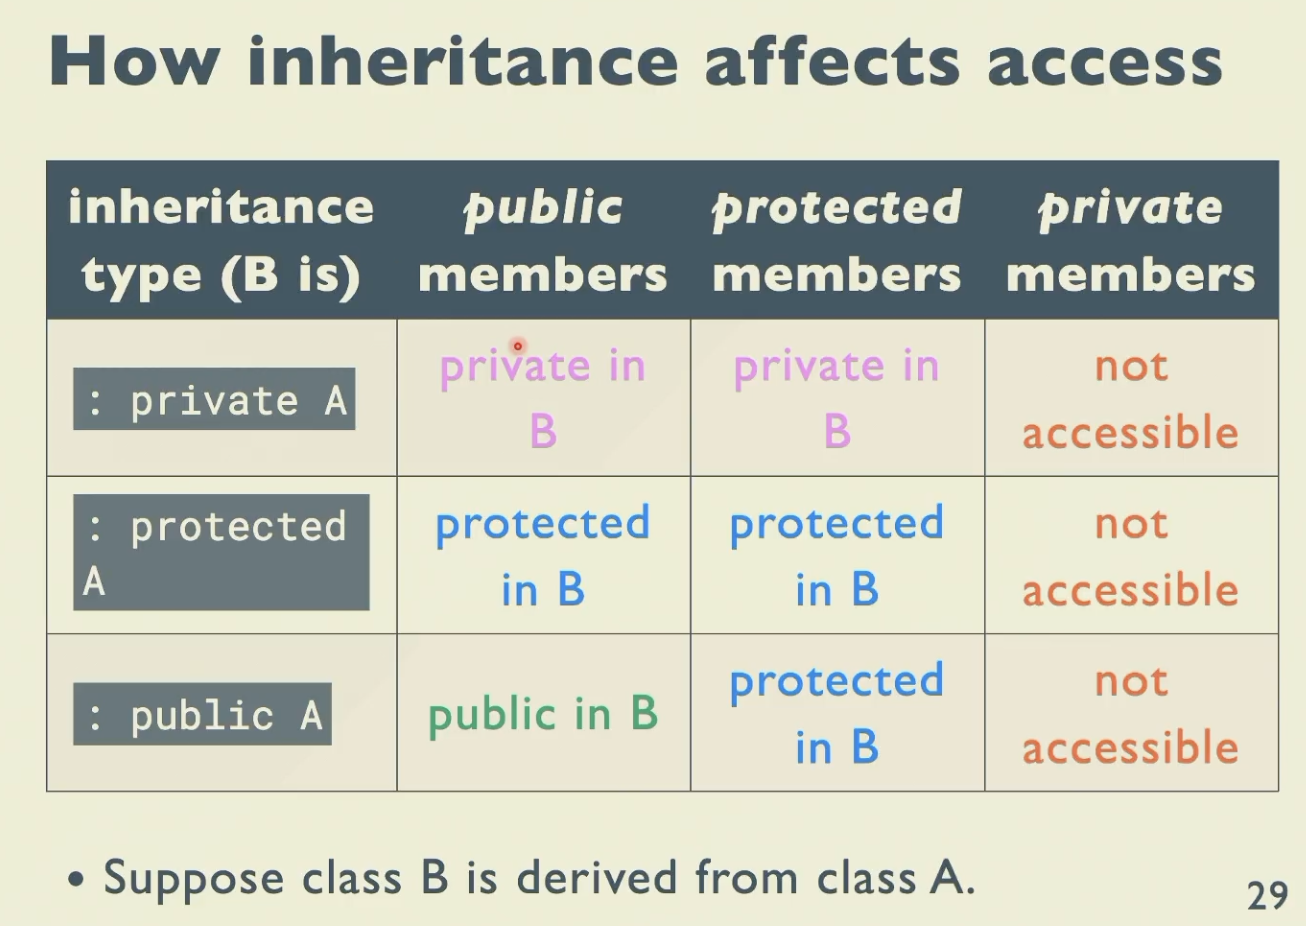 How inheritance affects access
inheritance
type (B is)
public
members
protected
members
private
members
: private A
private in
B
private in
B
not
accessible
: protected
A
protected
in B
protected
in B
not
accessible
: public A
public in B
protected
in B
not
accessible
• Suppose class B is derived from class A.
29